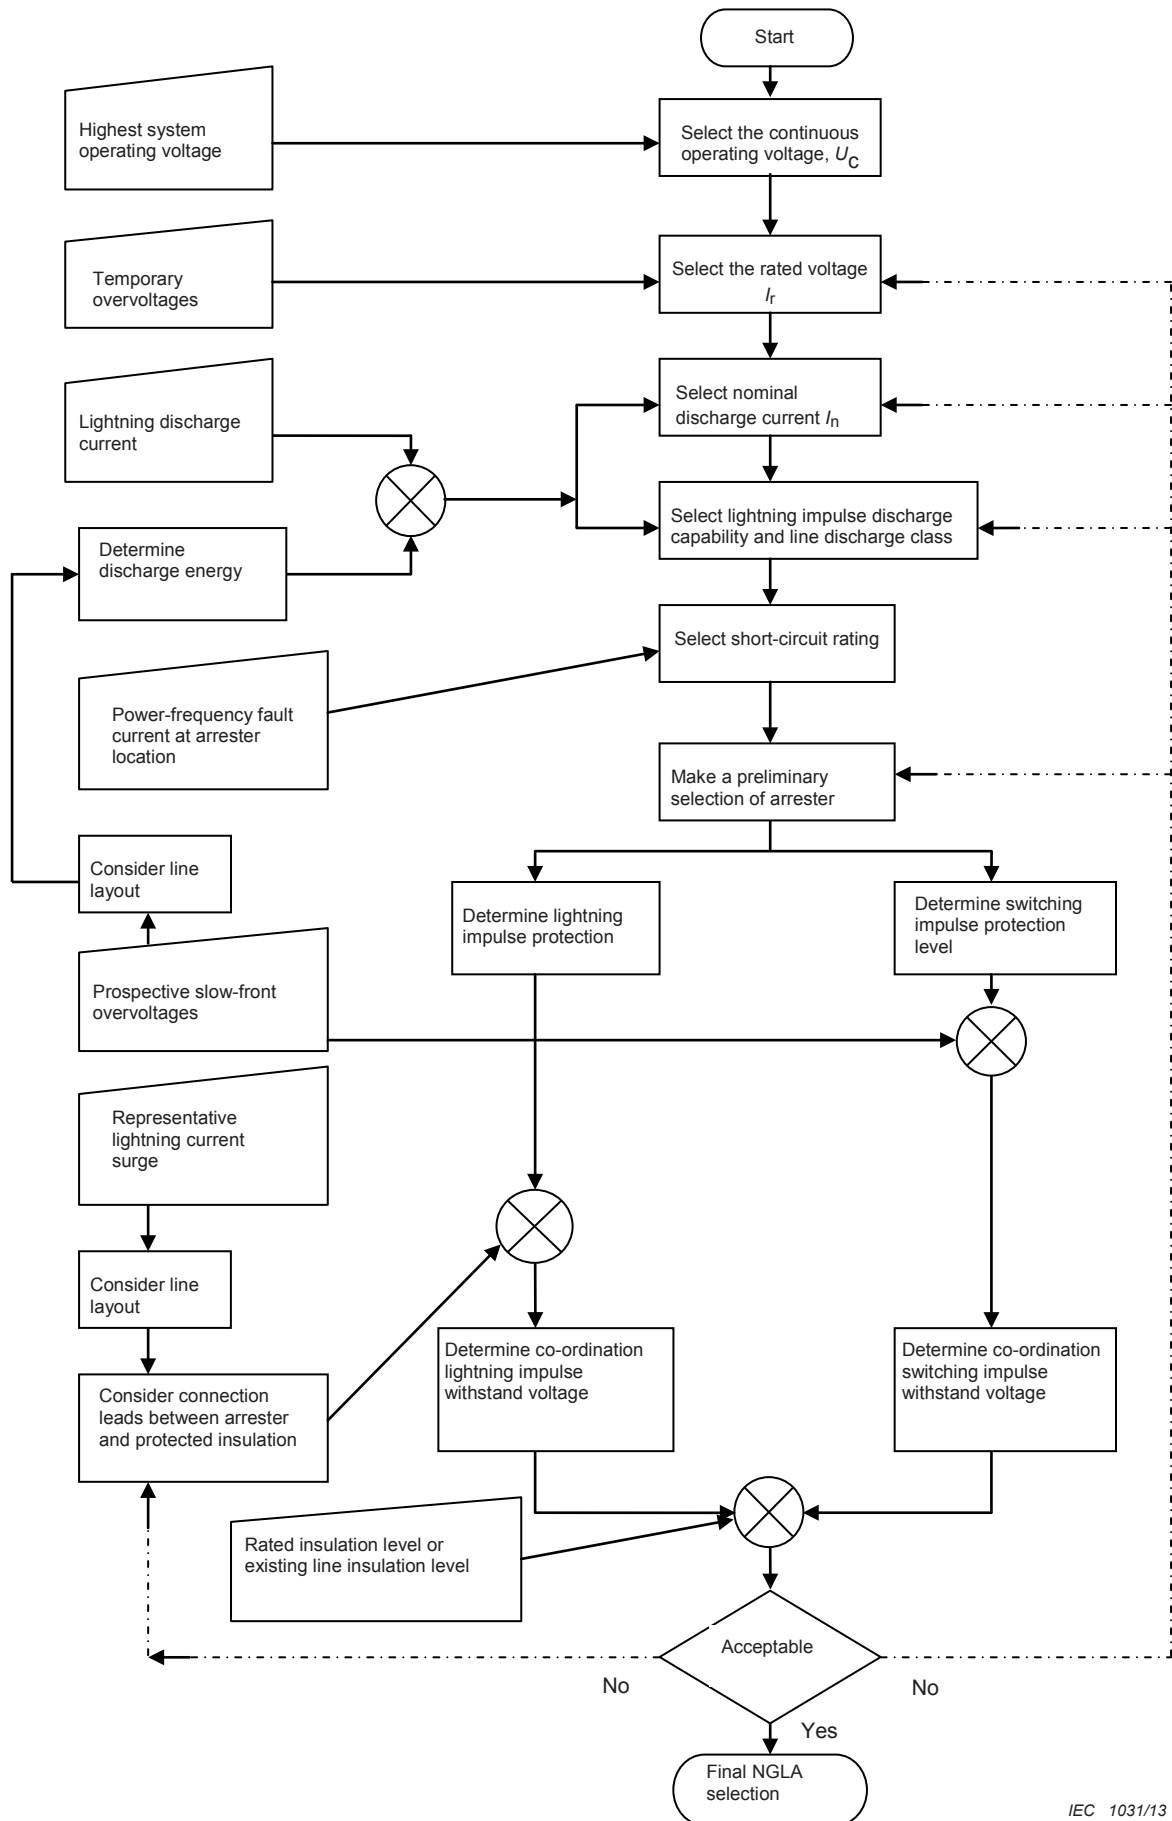 Start
Highest system
operating voltage
Select the continuous
operating voltage, UC
Temporary
overvoltages
Select the rated voltage
Ir
Lightning discharge
current
Select nominal
discharge current In
Select lightning impulse discharge
capability and line discharge class
Determine
discharge energy
Select short-circuit rating
Power-frequency fault
current at arrester
location
Make a preliminary
selection of arrester
Consider line
layout
Determine lightning
impulse protection
Determine switching
impulse protection
level
Prospective slow-front
overvoltages
Representative
lightning current
surge
Consider line
layout
Determine co-ordination
lightning impulse
withstand voltage
Determine co-ordination
switching impulse
withstand voltage
Consider connection
leads between arrester
and protected insulation
Rated insulation level or
existing line insulation level
Acceptable
No
No
Yes
Final NGLA
selection
IEC 1031/13